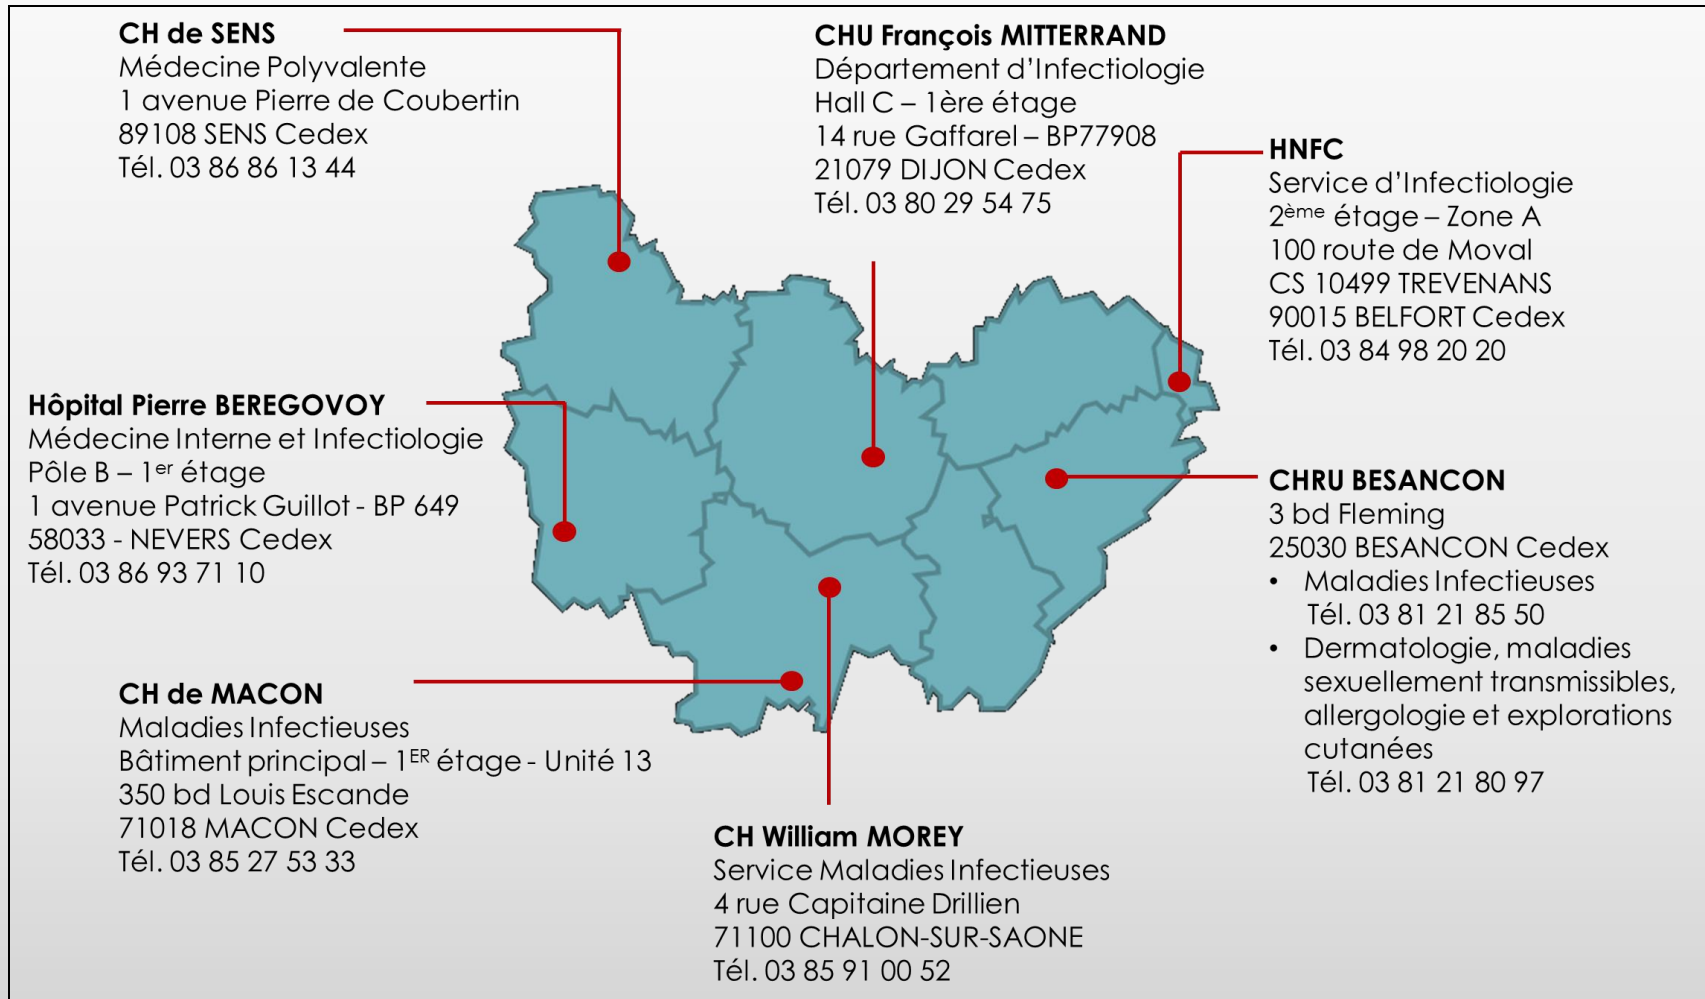 CH de SENS
Médecine Polyvalente
1 avenue Pierre de Coubertin
89108 SENS Cedex
Tél. 03 86 86 13 44
CHU François MITTERRAND
Département d’Infectiologie
Hall C – 1ère étage
14 rue Gaffarel – BP77908
21079 DIJON Cedex
Tél. 03 80 29 54 75
HNFC
Service d’Infectiologie
2ème étage – Zone A
100 route de Moval
CS 10499 TREVENANS
90015 BELFORT Cedex
Tél. 03 84 98 20 20
Hôpital Pierre BEREGOVOY
Médecine Interne et Infectiologie
Pôle B – 1er étage
1 avenue Patrick Guillot - BP 649
58033 - NEVERS Cedex
Tél. 03 86 93 71 10
CHRU BESANCON
3 bd Fleming
25030 BESANCON Cedex
• Maladies Infectieuses
Tél. 03 81 21 85 50
• Dermatologie, maladies
sexuellement transmissibles,
allergologie et explorations
cutanées
Tél. 03 81 21 80 97
CH de MACON
Maladies Infectieuses
Bâtiment principal – 1ER étage - Unité 13
350 bd Louis Escande
71018 MACON Cedex
Tél. 03 85 27 53 33
CH William MOREY
Service Maladies Infectieuses
4 rue Capitaine Drillien
71100 CHALON-SUR-SAONE
Tél. 03 85 91 00 52